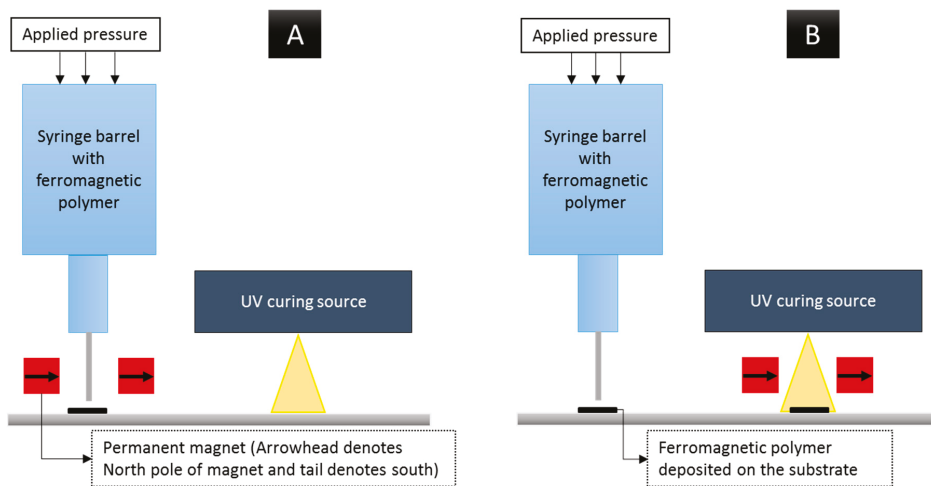 Applied pressure
A
Syringe barrel
with
ferromagnetic
polymer
UV curing source
Permanent magnet (Arrowhead denotes
North pole of magnet and tail denotes south)
Applied pressure
B
Syringe barrel
with
ferromagnetic
polymer
UV curing source
Ferromagnetic polymer
deposited on the substrate